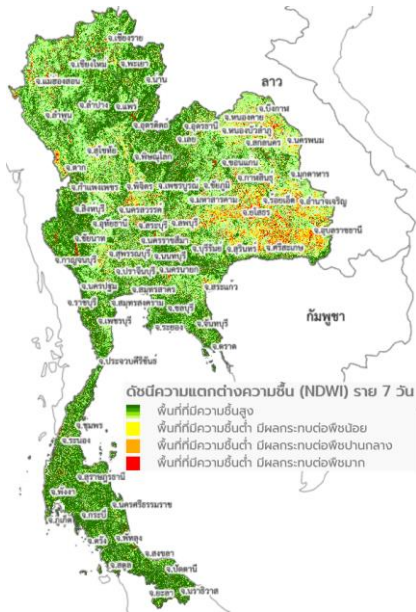 จ.เชียงราย
จ.เชียงใหม่
จ.พะเยา
จ.แม่ฮ่องสอน
จ.น่าน
จ.ลำปาง
จ.แพร่
จ.ลำพูน
จ.อุตรดิตถ์
ลาว
จ.บึงกาฬ
จ.หนองคาย
จ.อุดรธานี
จ.เลย
จ.หนองบัวลำภู
จ.สกลนคร
จ.นครพนม
จ.สุโขทัย
จ.พิษณุโลก
จ.ตาก
จ.ขอนแก่น
จ.กาฬสินธุ์
จ.มุกดาหาร
จ.กำแพงเพชร
จ.พิจิตร
จ.เพชรบูรณ์
จ.ชัยภูมิ
จ.มหาสารคาม
จ.ร้อยเอ็ด
จ.อำนาจเจริญ
จ.ยโสธร
จ.สิงห์บุรี
จ.นครสวรรค์
จ.อุทัยธานี
จ.สระบุรี
จ.ลพบุรี
จ.อุบลราชธานี
จ.ชัยนาท
จ.นครราชสีมา
จ.บุรีรัมย์
จ.สุรินทร์
จ.ศรีสะเกษ
จ.สุพรรณบุรี
จ.นนทบุรี
จ.กาญจนบุรี
จ.ปราจีนบุรี
จ.นครนายก
จ.สระแก้ว
จ.นครปฐม
จ.สมุทรสาคร
จ.ราชบุรี
จ.สมุทรสงคราม
จ.ชลบุรี
จ.เพชรบุรี
จ.ระยอง
จ.จันทบุรี
จ.ตราด
กัมพูชา
จ.ประจวบคีรีขันธ์
ดัชนีความแตกต่างความชื้น (NDWI) ราย 7 วัน
พื้นที่ที่มีความชื้นสูง
พื้นที่ที่มีความชื้นต่ำ มีผลกระทบต่อพืชน้อย
พื้นที่ที่มีความชื้นต่ำ มีผลกระทบต่อพืชปานกลาง
พื้นที่ที่มีความชื้นต่ำ มีผลกระทบต่อพืชมาก
จ.ชุมพร
จ.ระนอง
จ.สุราษฎร์ธานี
จ.พังงา
จ.นครศรีธรรมราช
จ.กระบี่
จ.ภูเก็ต
จ.ตรัง
จ.พัทลุง
จ.สงขลา
จ.สตูล
จ.ปัตตานี
จ.ยะลา
จ.นราธิวาส